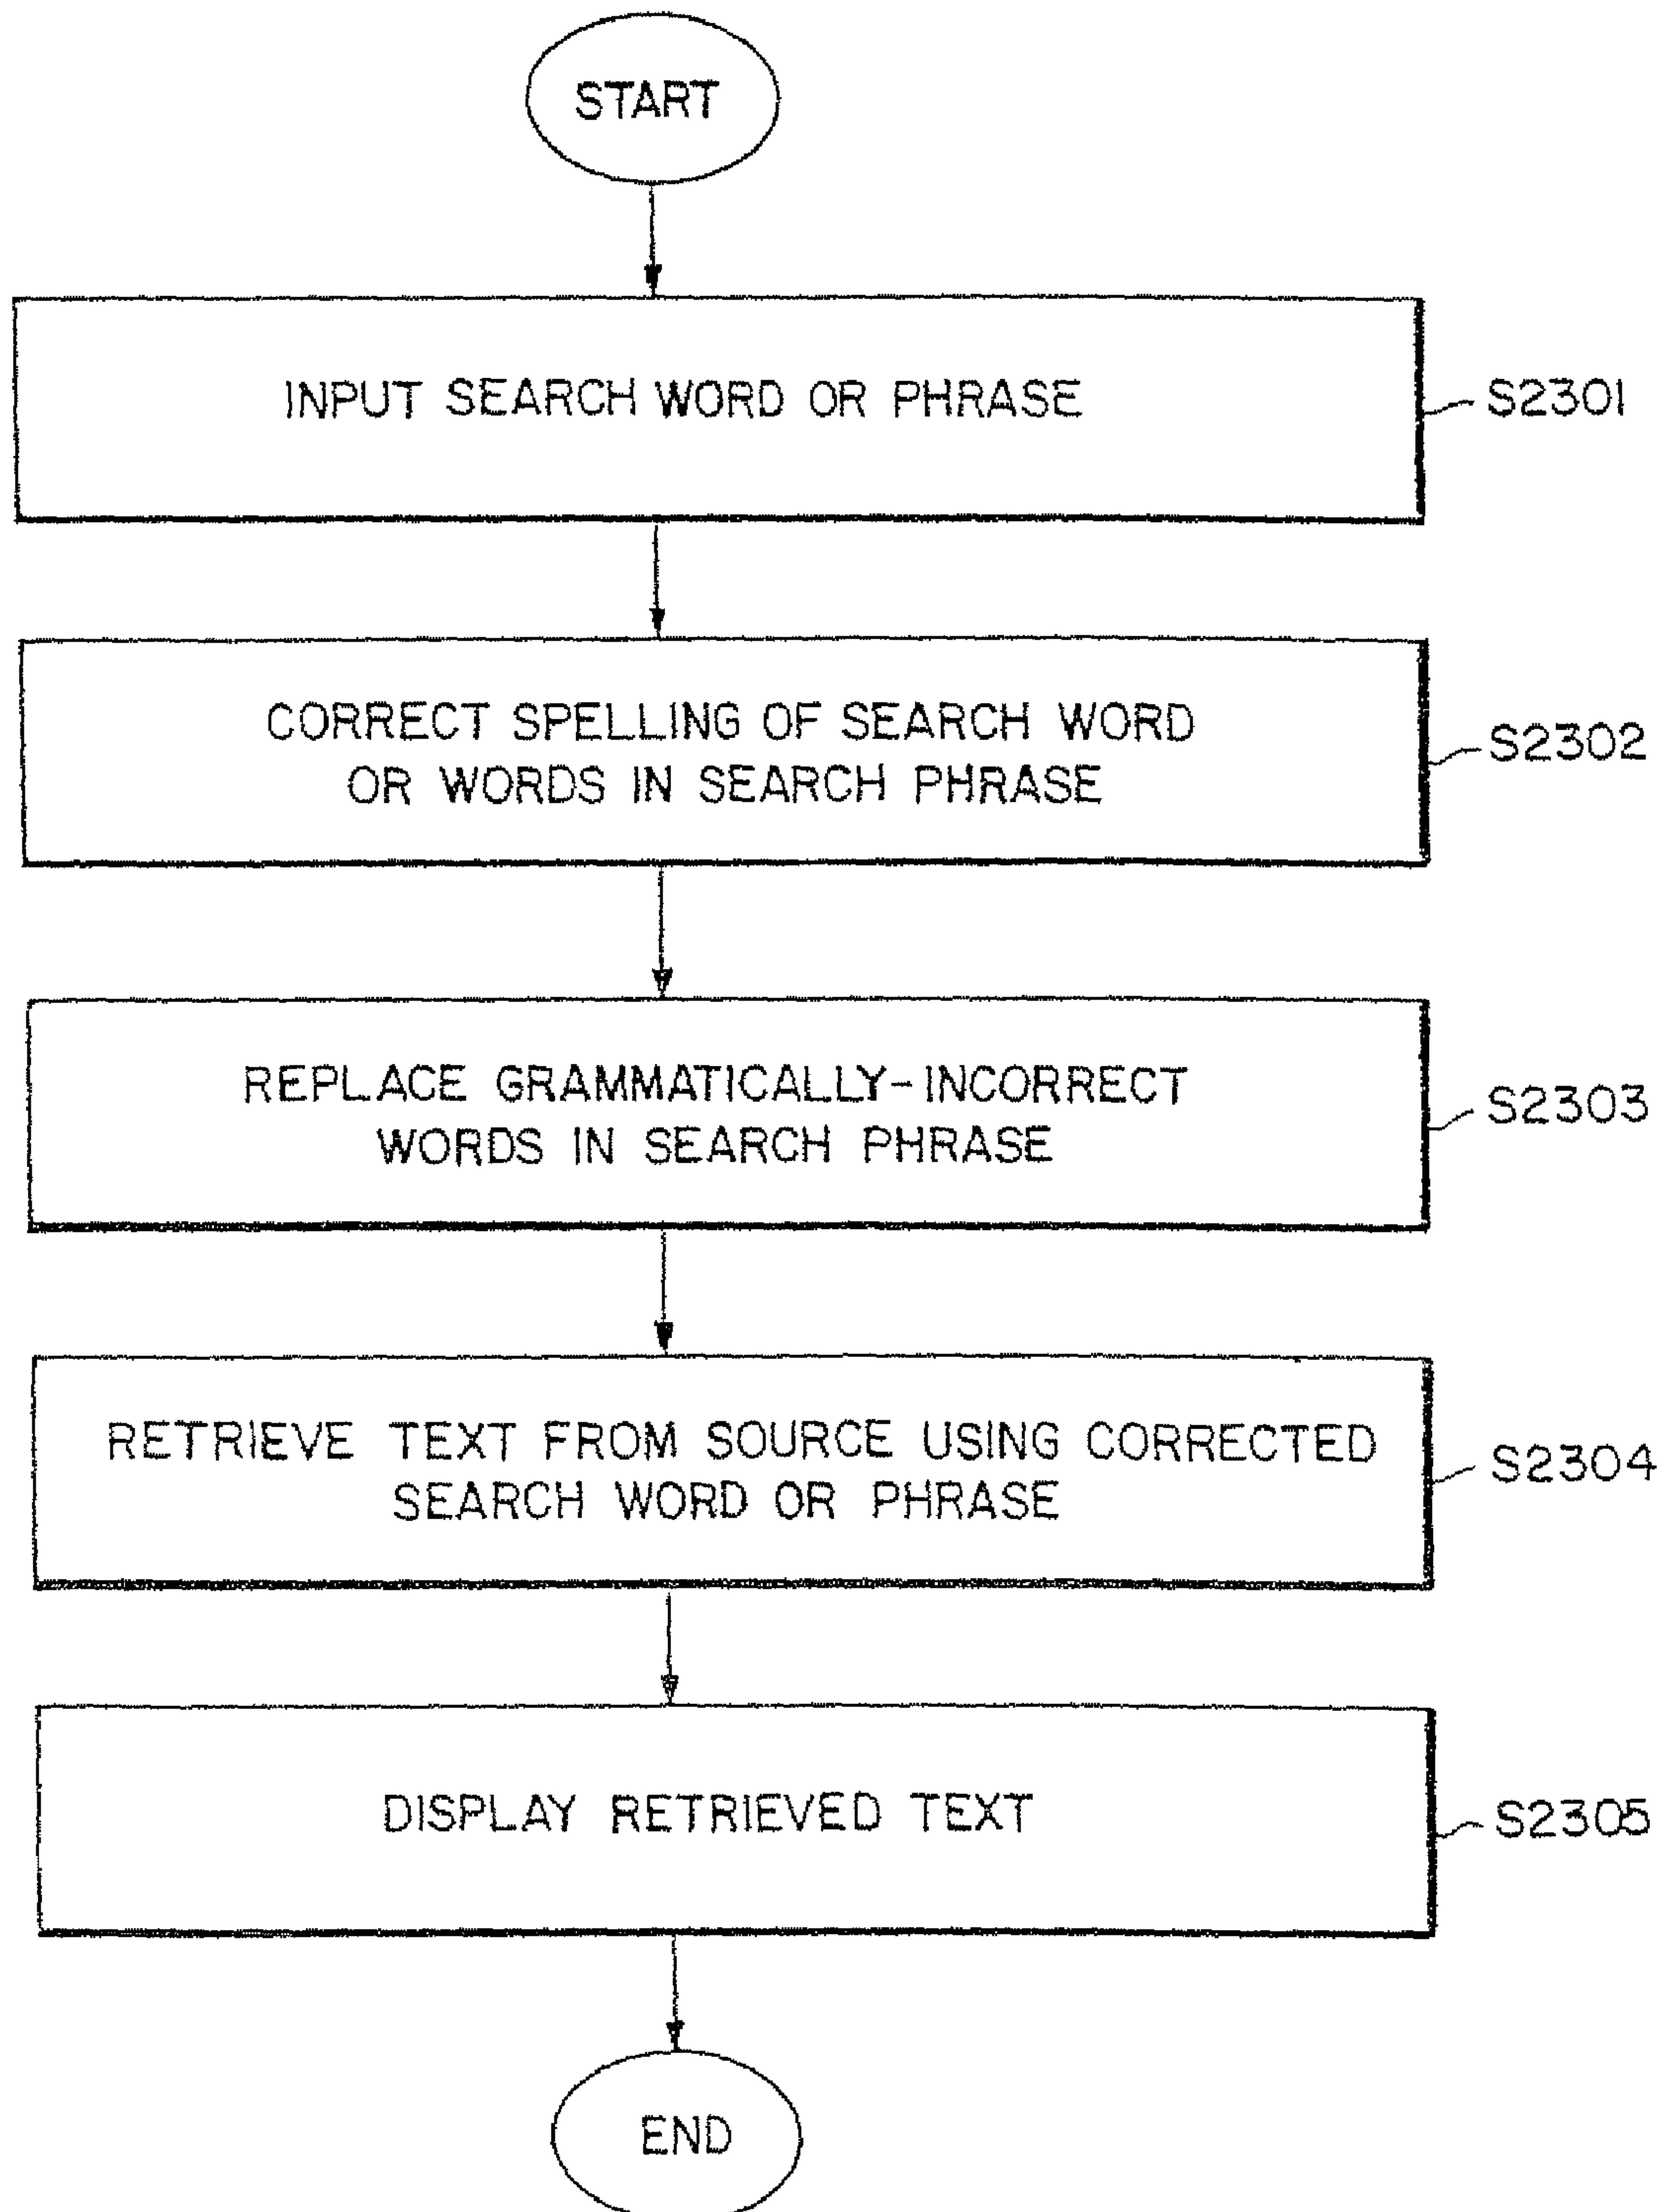 START
INPUT SEARCH WORD OR PHRASE
S2301
CORRECT SPELLING OF SEARCH WORD
OR WORDS IN SEARCH PHRASE
S2302
REPLACE GRAMMATICALLY-INCORRECT
WORDS IN SEARCH PHRASE
S2303
RETRIEVE TEXT FROM SOURCE USING CORRECTED
SEARCH WORD OR PHRASE
S2304
DISPLAY RETRIEVED TEXT
S2305
END